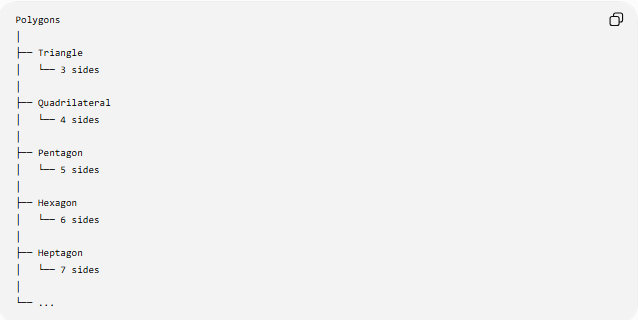 Polygons
│
├── Triangle
│   └── 3 sides
│
├── Quadrilateral
│   └── 4 sides
│
├── Pentagon
│   └── 5 sides
│
├── Hexagon
│   └── 6 sides
│
├── Heptagon
│   └── 7 sides
│
└── ...